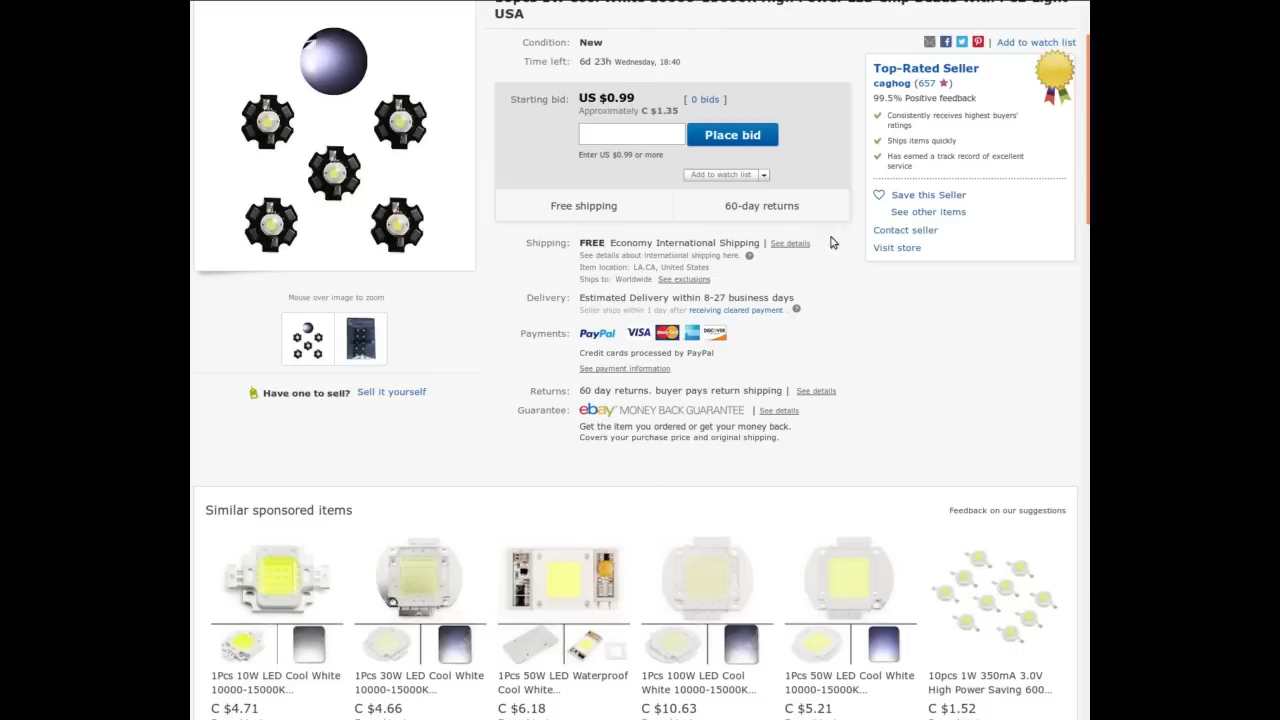 USA
Condition: New
Time left: 6d 23h Wednesday, 18:40
| Add to watch list
Starting bid: US $0.99 [ 0 bids ]
Approximately C $1.35
Place bid
Enter US $0.99 or more
Add to watch list
Free shipping 60-day returns
Top-Rated Seller
caghog (657 )
99.5% Positive feedback
Consistently receives highest buyers'
ratings
Ships items quickly
Has earned a track record of excellent
service
Save this Seller
See other items
Contact seller
Visit store
Shipping: FREE Economy International Shipping | See details
See details about international shipping here. ?
Item location: LA,CA, United States
Ships to: Worldwide See exclusions
Delivery: Estimated Delivery within 8-27 business days
Seller ships within 1 day after receiving cleared payment . ?
Payments: PayPal VISA MasterCard DISCOVER
Credit cards processed by PayPal
See payment information
Returns: 60 day returns. buyer pays return shipping | See details
Guarantee: ebay MONEY BACK GUARANTEE | See details
Get the item you ordered or get your money back.
Covers your purchase price and original shipping.
Mouse over image to zoom
Have one to sell? Sell it yourself
Similar sponsored items
Feedback on our suggestions
1Pcs 10W LED Cool White
10000-15000K...
C $4.71
1Pcs 30W LED Cool White
10000-15000K...
C $4.66
1Pcs 50W LED Waterproof
Cool White...
C $6.18
1Pcs 100W LED Cool
White 10000-15000K...
C $10.63
1Pcs 50W LED Cool White
10000-15000K...
C $5.21
10pcs 1W 350mA 3.0V
High Power Saving 600...
C $1.52